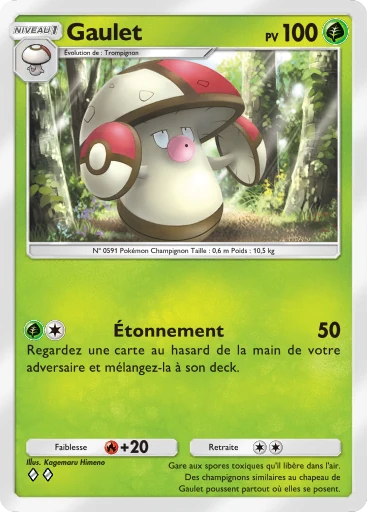 NIVEAU 1
Gaulet
PV 100
Évolution de : Trompignon
N° 0591 Pokémon Champignon Taille : 0,6 m Poids : 10,5 kg
Étonnement 50
Regardez une carte au hasard de la main de votre
adversaire et mélangez-la à son deck.
Faiblesse +20
Retraite
Illus. Kagemaru Himeno
Gare aux spores toxiques qu'il libère dans l'air.
Des champignons similaires au chapeau de
Gaulet poussent partout où elles se posent.